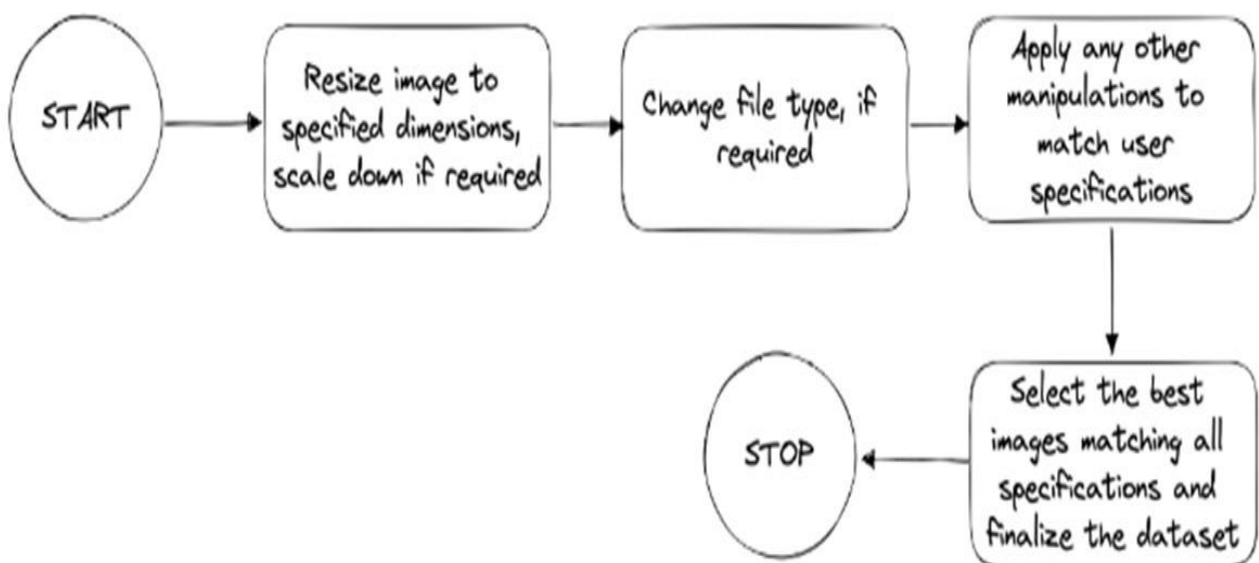 START
Resize image to
specified dimensions,
scale down if required
Change file type, if
required
Apply any other
manipulations to
match user
specifications
Select the best
images matching all
specifications and
finalize the dataset
STOP